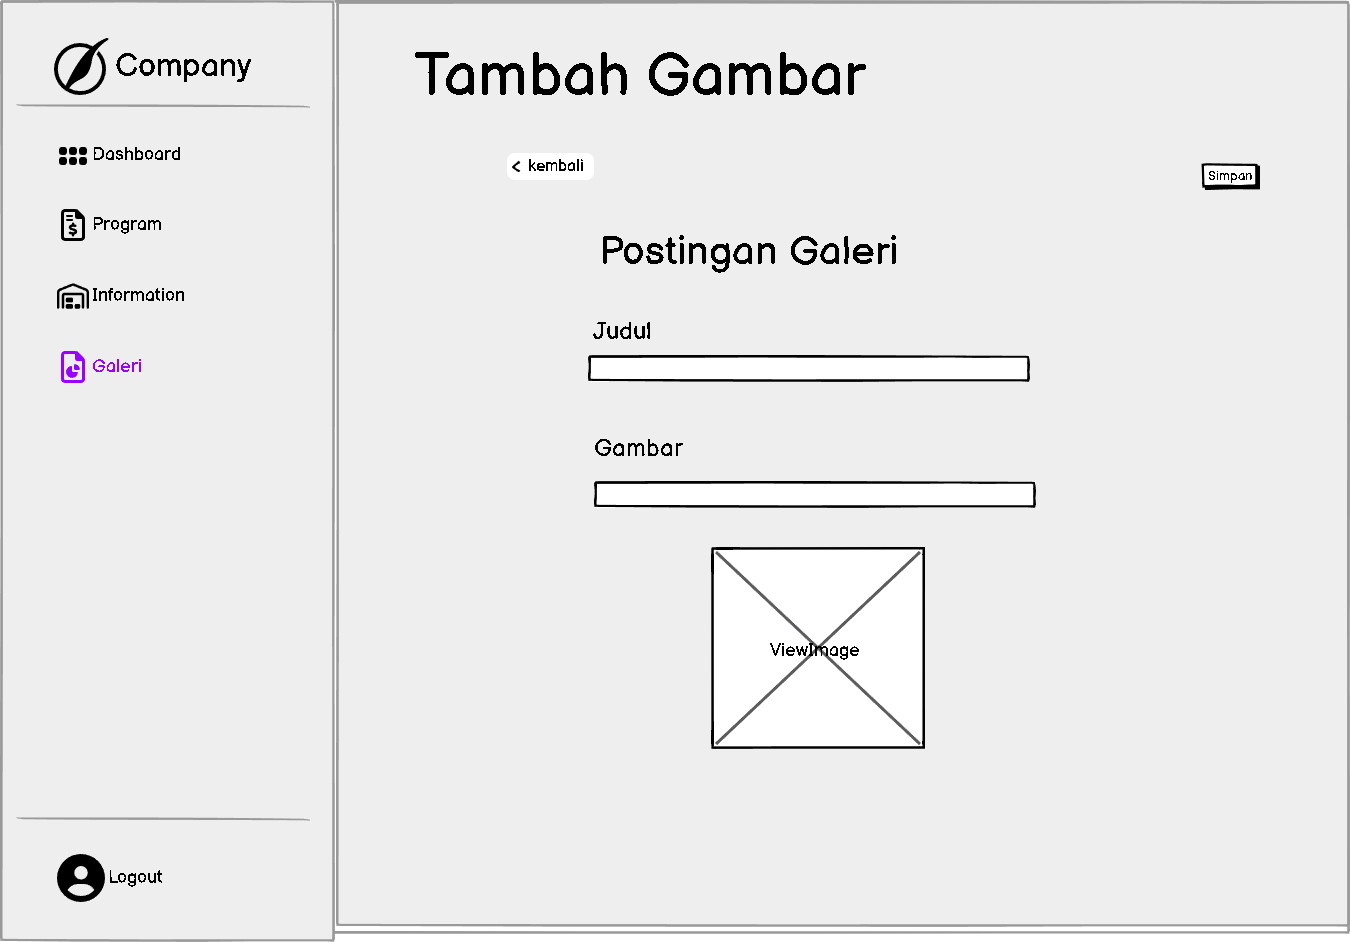 Company
Dashboard
Program
Information
Galeri
Logout
Tambah Gambar
< kembali
Simpan
Postingan Galeri
Judul
Gambar
ViewImage